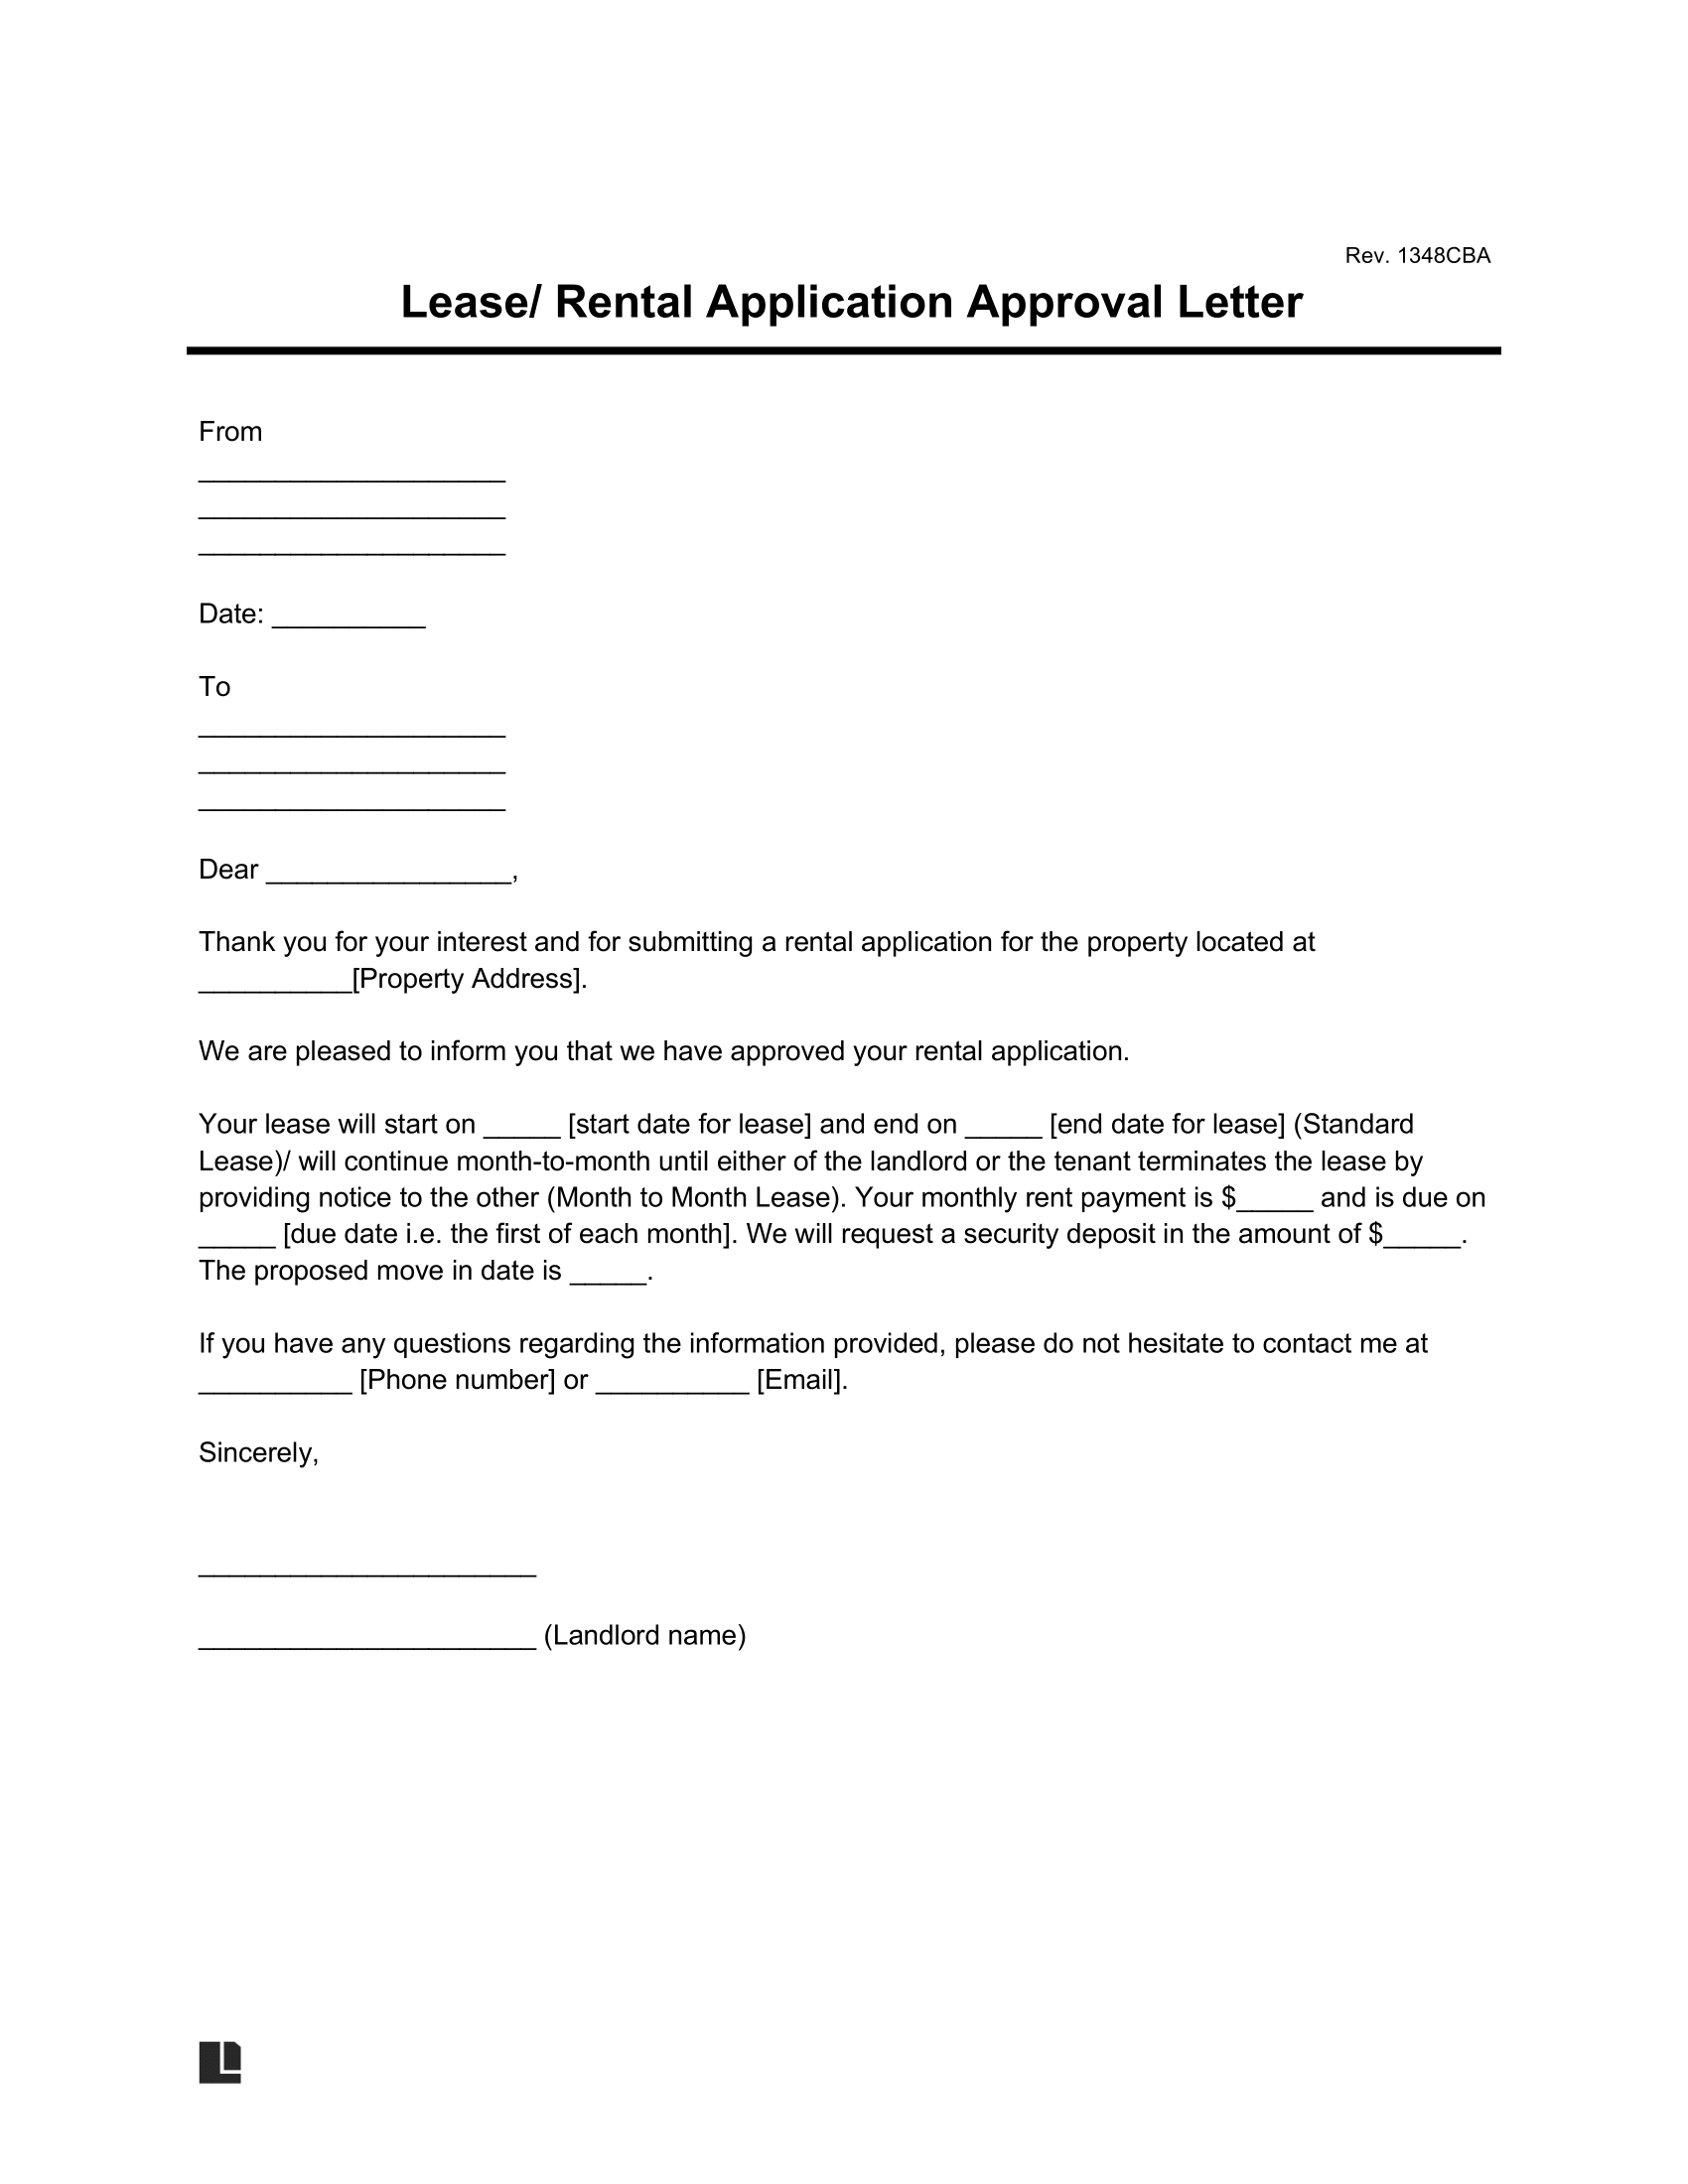 Rev. 1348CBA
Lease/ Rental Application Approval Letter
From
____________________
____________________
____________________
Date: __________
To
____________________
____________________
____________________
Dear ________________,
Thank you for your interest and for submitting a rental application for the property located at
__________[Property Address].
We are pleased to inform you that we have approved your rental application.
Your lease will start on _____ [start date for lease] and end on _____ [end date for lease] (Standard
Lease)/ will continue month-to-month until either of the landlord or the tenant terminates the lease by
providing notice to the other (Month to Month Lease). Your monthly rent payment is $_____ and is due on
_____ [due date i.e. the first of each month]. We will request a security deposit in the amount of $_____.
The proposed move in date is _____.
If you have any questions regarding the information provided, please do not hesitate to contact me at
__________ [Phone number] or __________ [Email].
Sincerely,
______________________
______________________ (Landlord name)